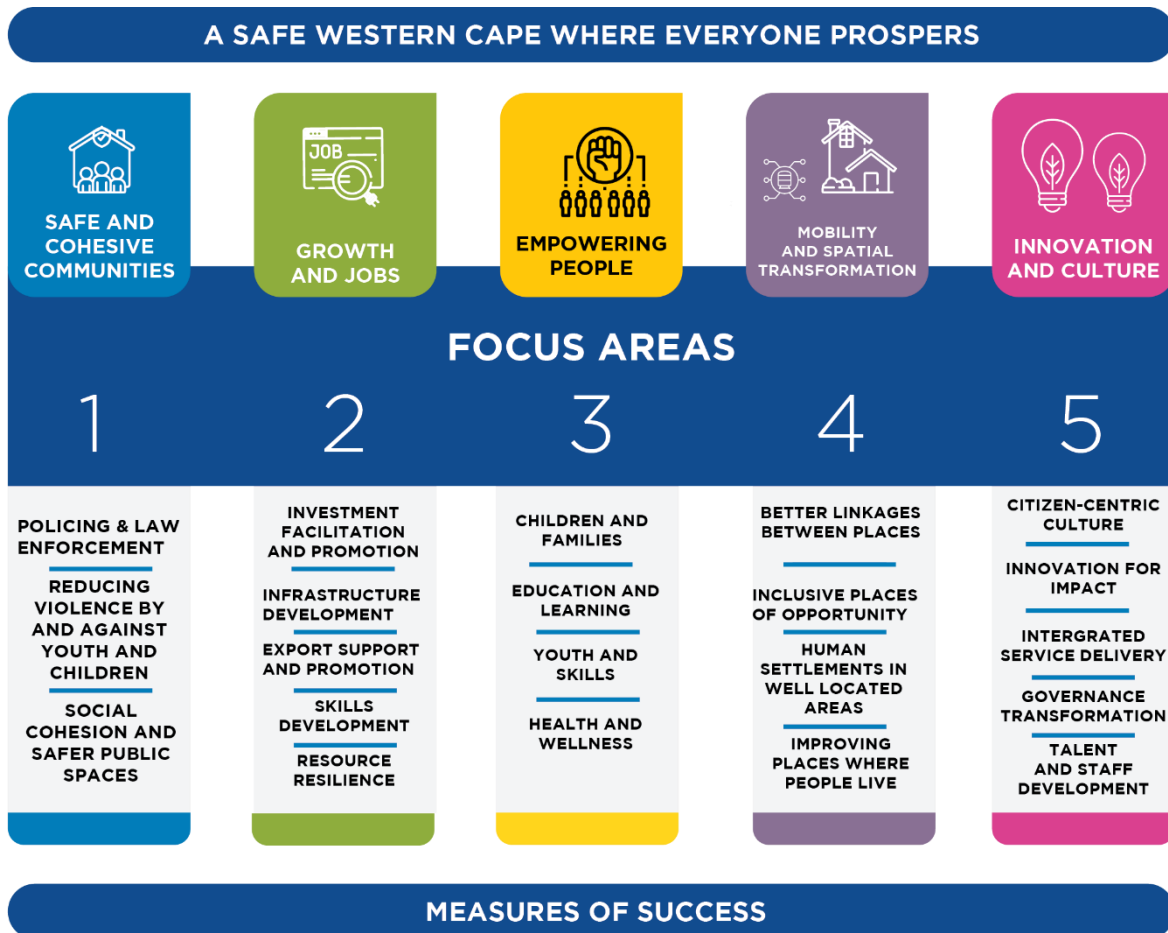 A SAFE WESTERN CAPE WHERE EVERYONE PROSPERS
SAFE AND
COHESIVE
COMMUNITIES
JOB
GROWTH
AND JOBS
EMPOWERING
PEOPLE
MOBILITY
AND SPATIAL
TRANSFORMATION
INNOVATION
AND CULTURE
FOCUS AREAS
1
2
3
4
5
POLICING & LAW
ENFORCEMENT
REDUCING
VIOLENCE BY
AND AGAINST
YOUTH AND
CHILDREN
SOCIAL
COHESION AND
SAFER PUBLIC
SPACES
INVESTMENT
FACILITATION
AND PROMOTION
INFRASTRUCTURE
DEVELOPMENT
EXPORT SUPPORT
AND PROMOTION
SKILLS
DEVELOPMENT
RESOURCE
RESILIENCE
CHILDREN AND
FAMILIES
EDUCATION AND
LEARNING
YOUTH AND
SKILLS
HEALTH AND
WELLNESS
BETTER LINKAGES
BETWEEN PLACES
INCLUSIVE PLACES
OF OPPORTUNITY
HUMAN
SETTLEMENTS IN
WELL LOCATED
AREAS
IMPROVING
PLACES WHERE
PEOPLE LIVE
CITIZEN-CENTRIC
CULTURE
INNOVATION FOR
IMPACT
INTERGRATED
SERVICE DELIVERY
GOVERNANCE
TRANSFORMATION
TALENT
AND STAFF
DEVELOPMENT
MEASURES OF SUCCESS